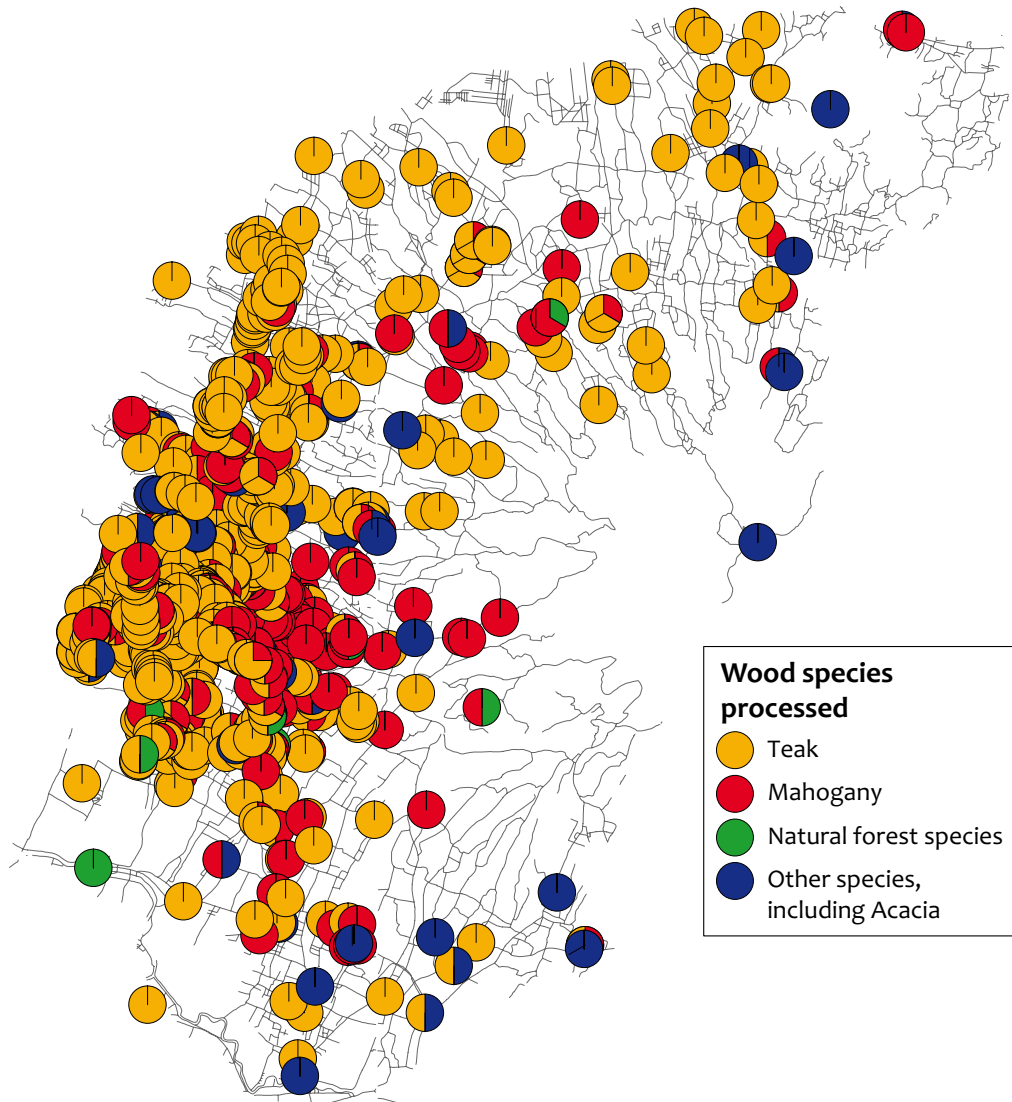 Wood species
processed
Teak
Mahogany
Natural forest species
Other species,
including Acacia